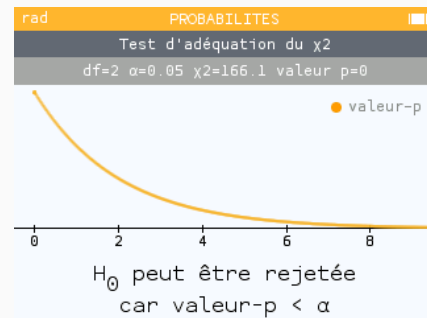 rad PROBABILITES
Test d'adéquation du χ2
df=2 α=0.05 χ2=166.1 valeur p=0
valeur-p
0 2 4 6 8
H0 peut être rejetée
car valeur-p < α